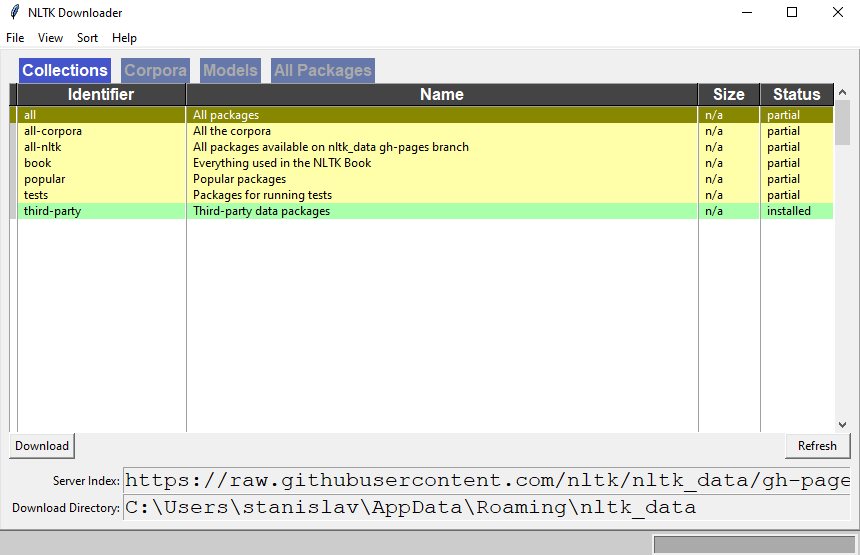 NLTK Downloader
File View Sort Help
Collections Corpora Models All Packages
Identifier Name Size Status
all All packages n/a partial
all-corpora All the corpora n/a partial
all-nltk All packages available on nltk_data gh-pages branch n/a partial
book Everything used in the NLTK Book n/a partial
popular Popular packages n/a partial
tests Packages for running tests n/a partial
third-party Third-party data packages n/a installed
Download Refresh
Server Index: https://raw.githubusercontent.com/nltk/nltk_data/gh-page
Download Directory: C:\Users\stanislav\AppData\Roaming\nltk_data